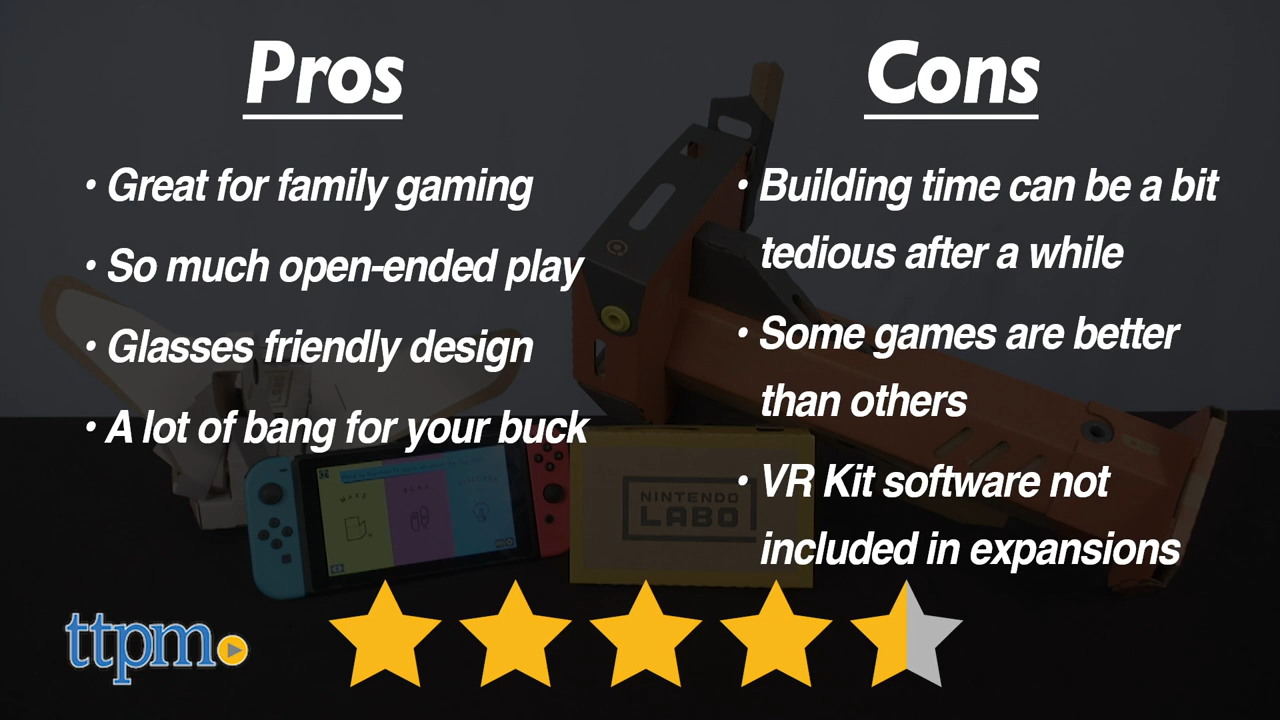 Pros
• Great for family gaming
• So much open-ended play
• Glasses friendly design
• A lot of bang for your buck
Cons
• Building time can be a bit
tedious after a while
• Some games are better
than others
• VR Kit software not
included in expansions
NINTENDO
LABO
ttpm